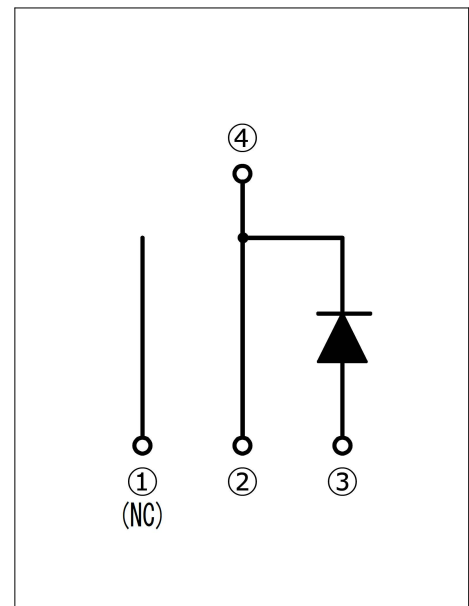 ④
① ② ③
(NC)